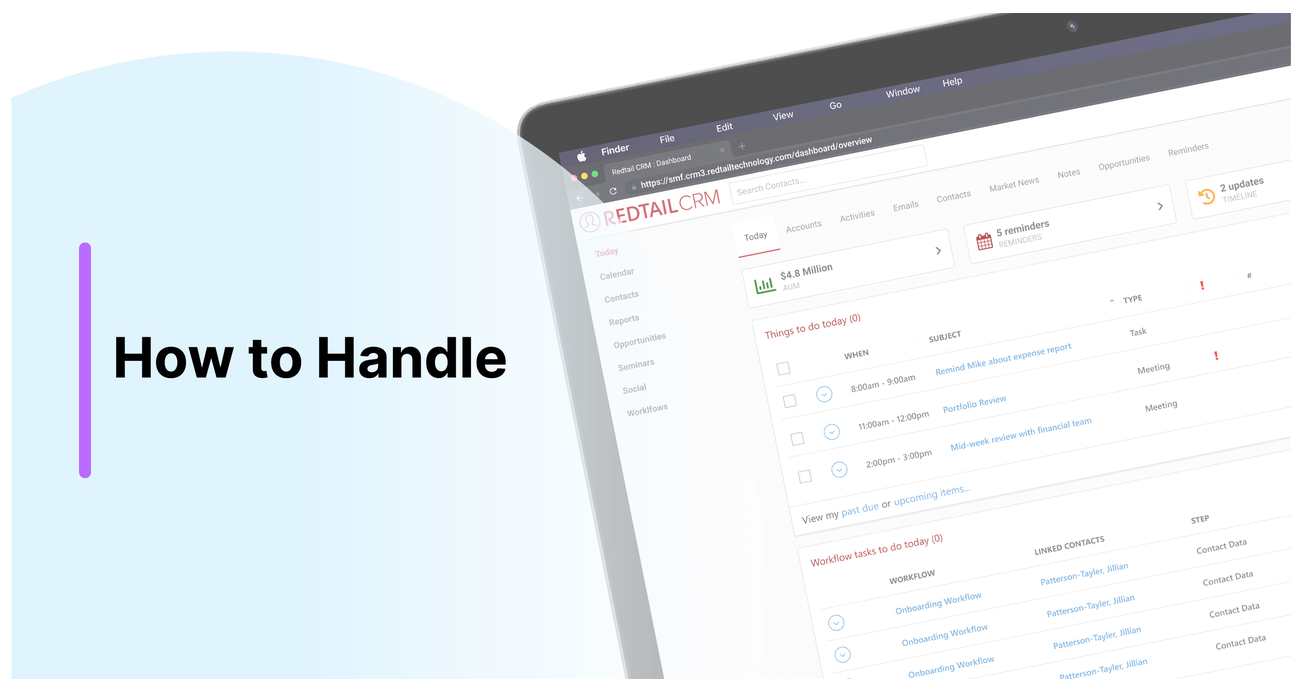 How to Handle
Finder File Edit View Go Window Help
Redtail CRM : Dashboard
https://smf.crm3.redtailtechnology.com/dashboard/overview
REDTAILCRM
Search Contacts...
Today
Calendar
Contacts
Reports
Opportunities
Seminars
Social
Worklfows
Today Accounts Activities Emails Contacts Market News Notes Opportunities Reminders
$4.8 Million
AUM
5 reminders
REMINDERS
2 updates
TIMELINE
Things to do today (0)
WHEN SUBJECT TYPE ! #
8:00am - 9:00am Remind Mike about expense report Task
11:00am - 12:00pm Portfolio Review Meeting !
2:00pm - 3:00pm Mid-week review with financial team Meeting
View my past due or upcoming items...
Workflow tasks to do today (0)
WORKFLOW LINKED CONTACTS STEP
Onboarding Workflow Patterson-Tayler, Jillian Contact Data
Onboarding Workflow Patterson-Tayler, Jillian Contact Data
Onboarding Workflow Patterson-Tayler, Jillian Contact Data
Patterson-Tayler, Jillian Contact Data